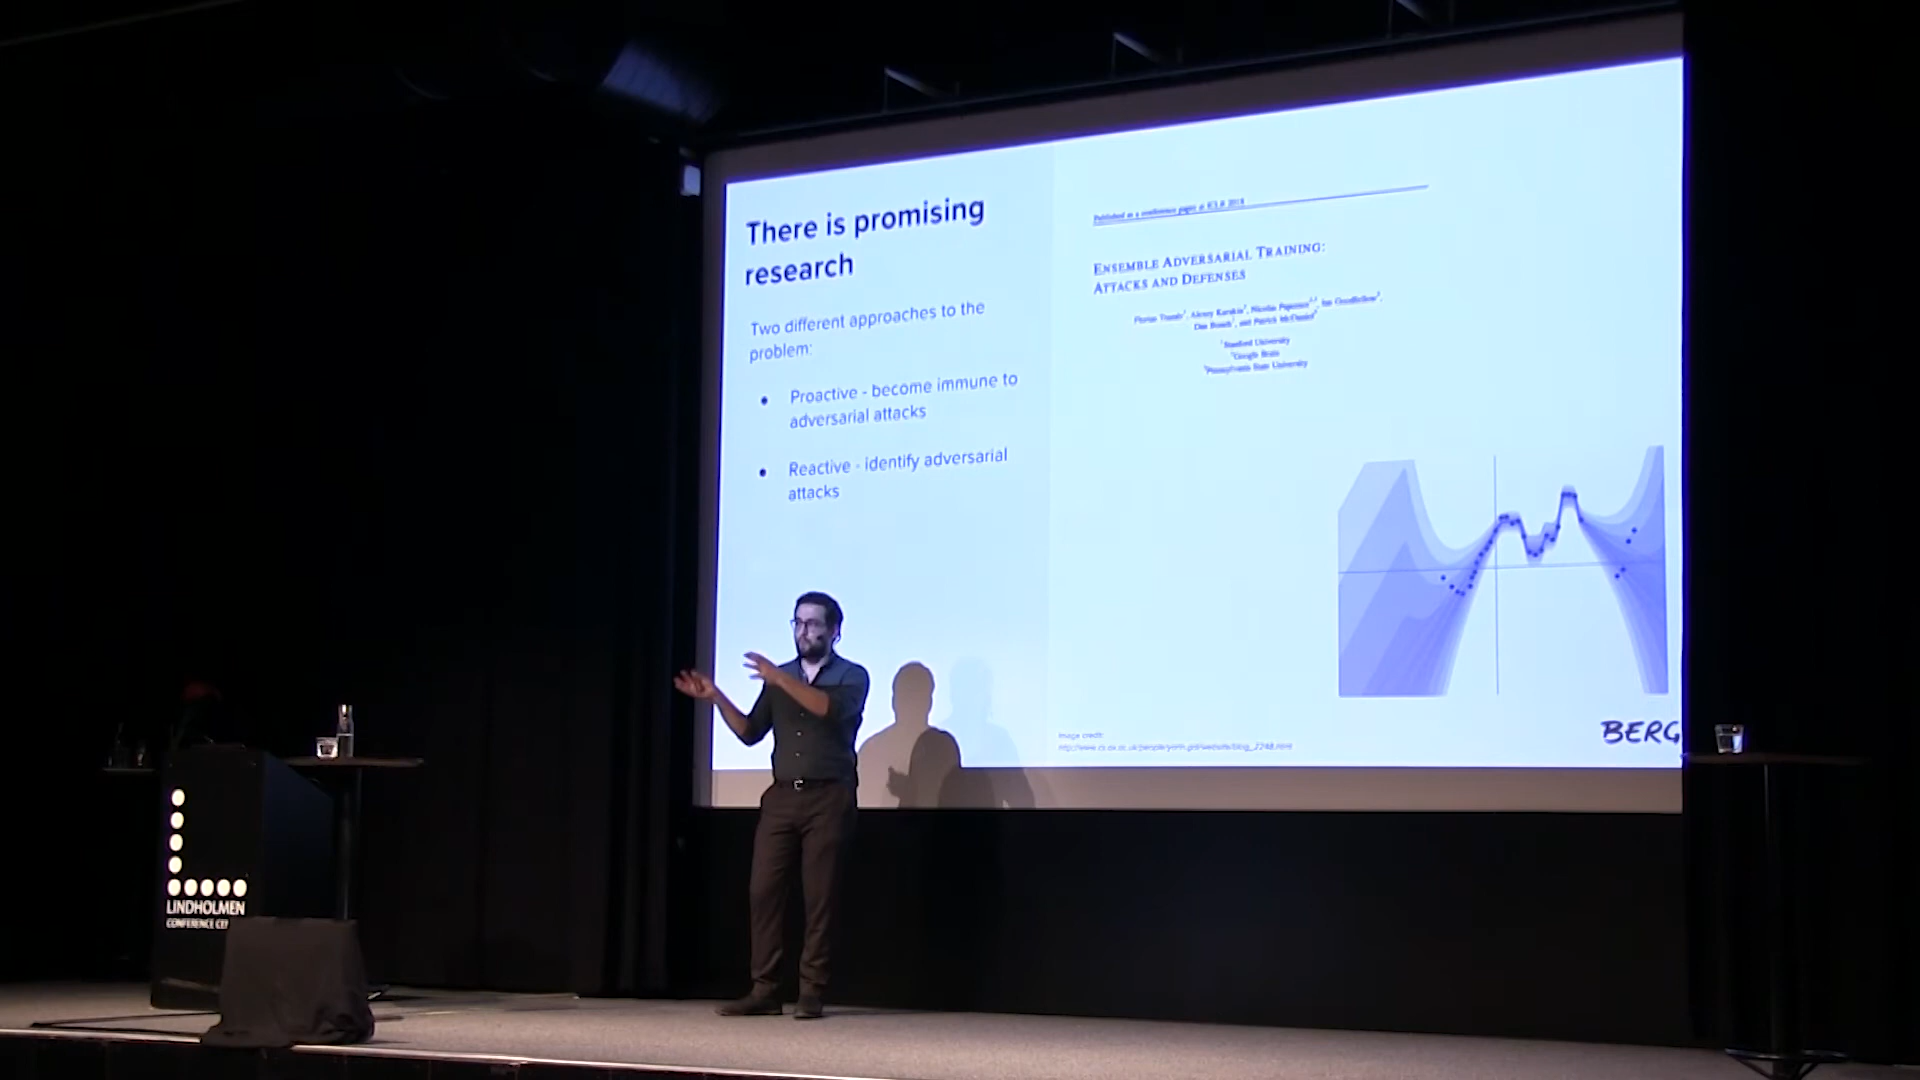 There is promising
research
Two different approaches to the
problem:
● Proactive - become immune to
adversarial attacks
● Reactive - identify adversarial
attacks
Published as a conference paper at ICLR 2018
ENSEMBLE ADVERSARIAL TRAINING:
ATTACKS AND DEFENSES
Stanford University
Google Brain
Pennsylvania State University
Image credit:
BERG
LINDHOLMEN
CONFERENCE CE